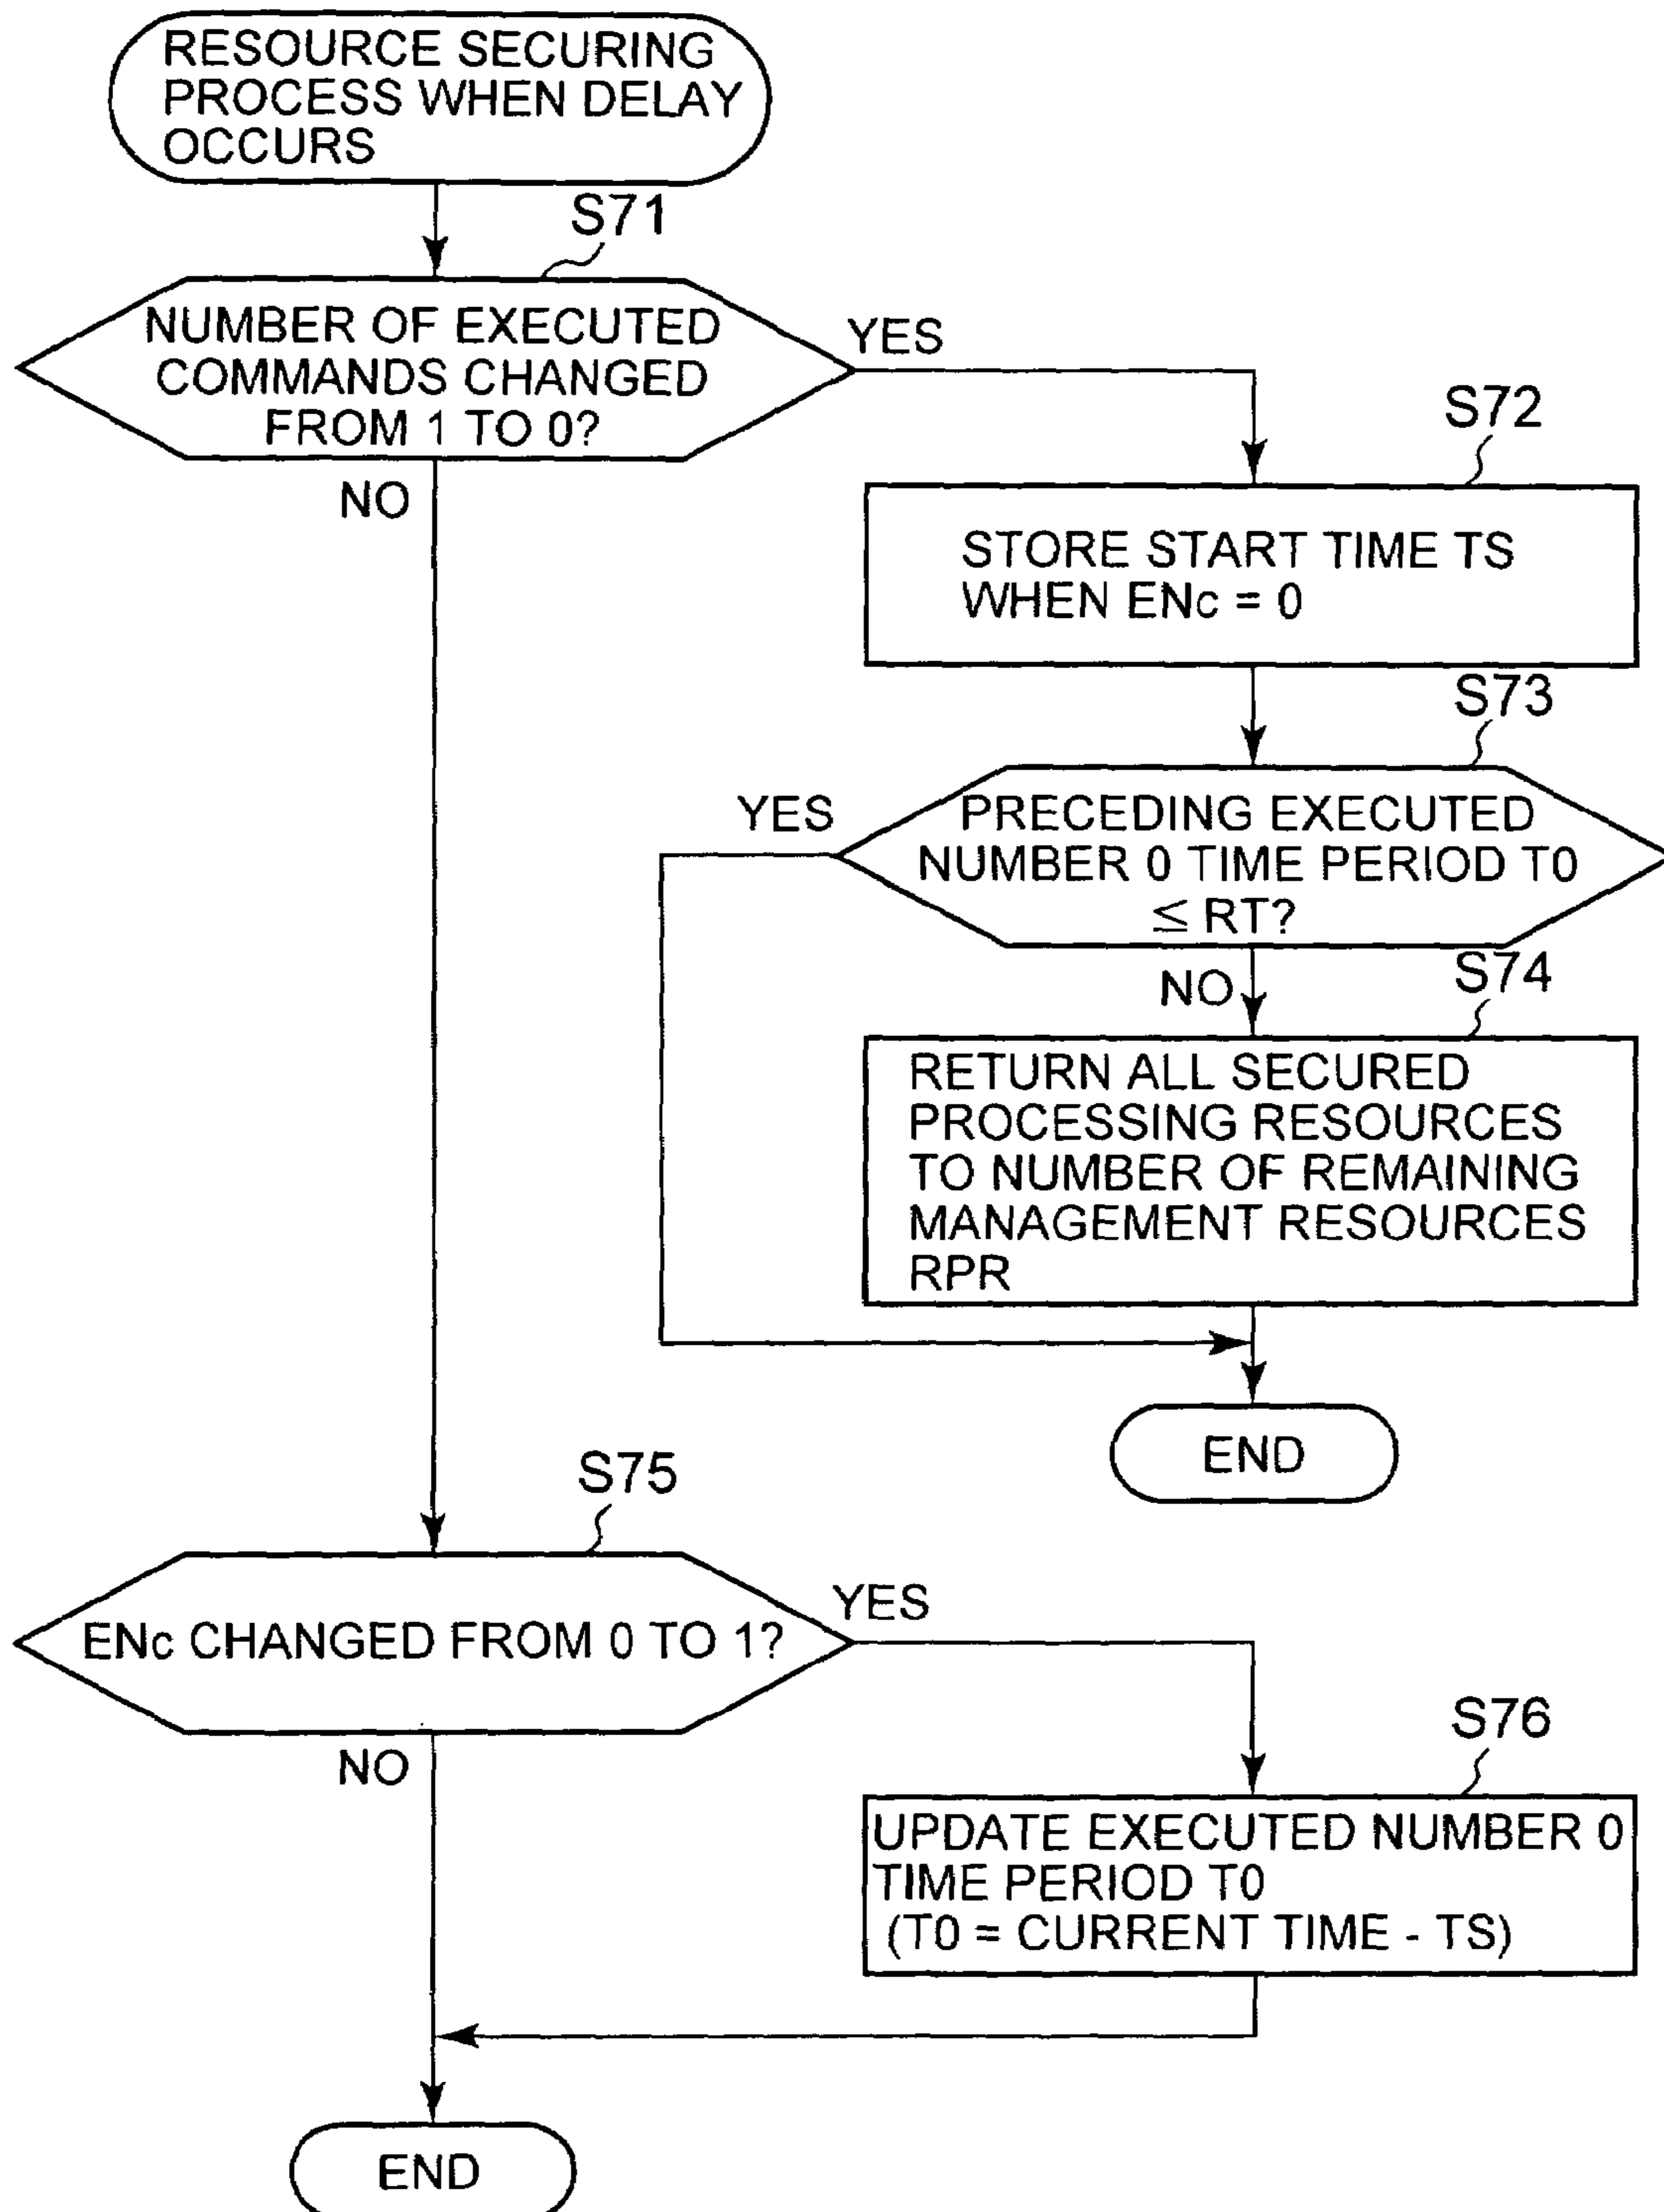 RESOURCE SECURING
PROCESS WHEN DELAY
OCCURS
S71
NUMBER OF EXECUTED
COMMANDS CHANGED
FROM 1 TO 0?
YES
NO
S72
STORE START TIME TS
WHEN ENc = 0
S73
PRECEDING EXECUTED
NUMBER 0 TIME PERIOD T0
≤ RT?
YES
NO
S74
RETURN ALL SECURED
PROCESSING RESOURCES
TO NUMBER OF REMAINING
MANAGEMENT RESOURCES
RPR
END
S75
ENc CHANGED FROM 0 TO 1?
YES
NO
S76
UPDATE EXECUTED NUMBER 0
TIME PERIOD T0
(T0 = CURRENT TIME - TS)
END